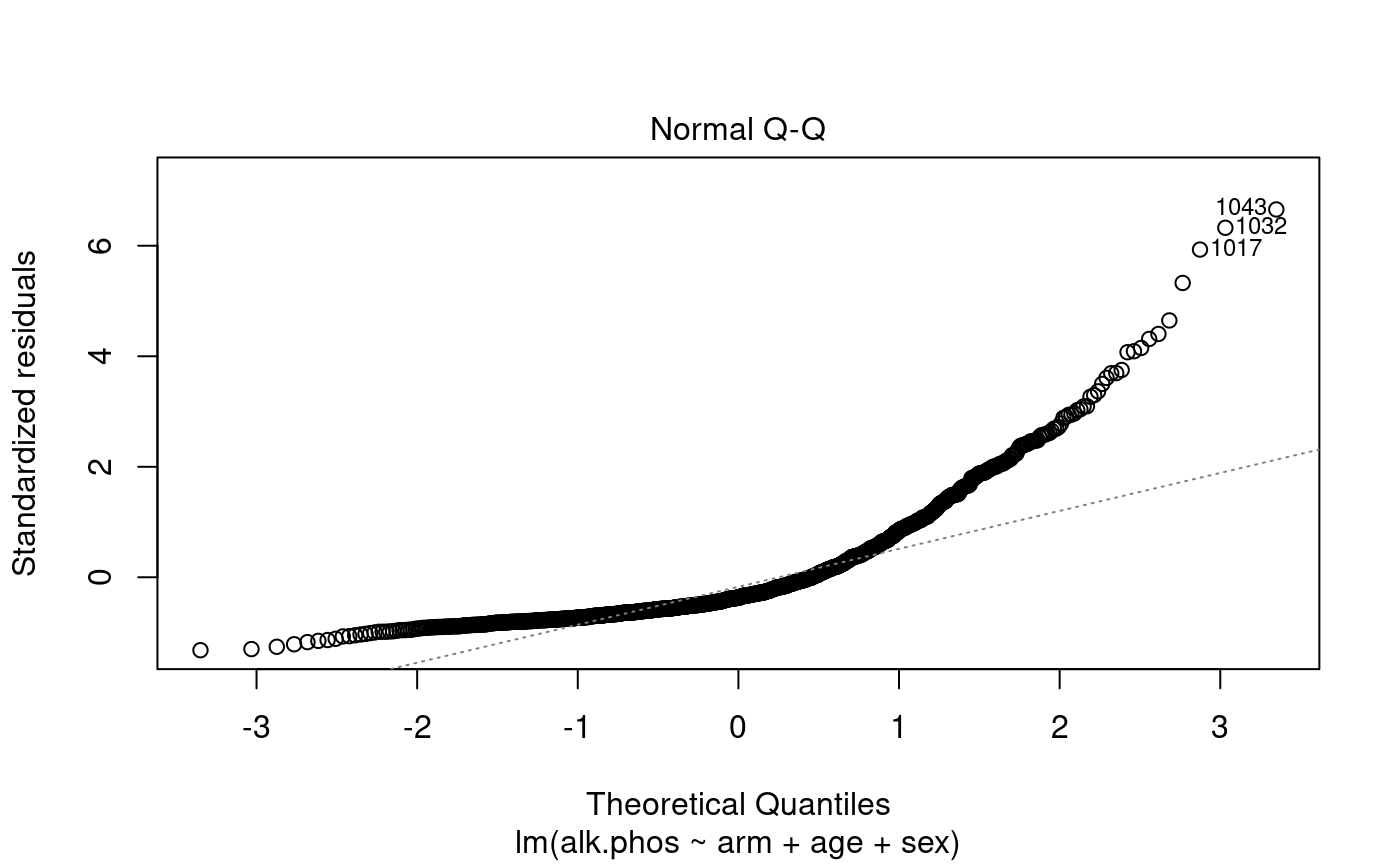 Normal Q-Q
Standardized residuals
6
4
2
0
1043
1032
1017
-3 -2 -1 0 1 2 3
Theoretical Quantiles
lm(alk.phos ~ arm + age + sex)